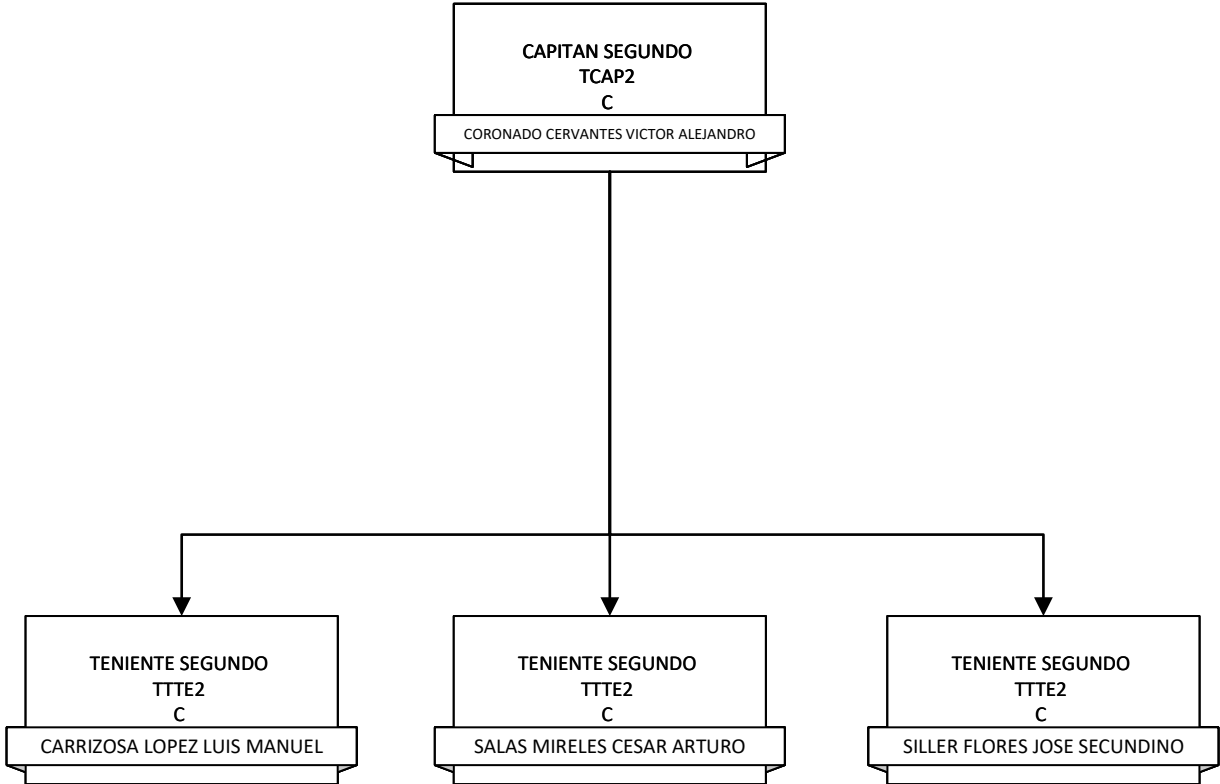 CAPITAN SEGUNDO
TCAP2
C
CORONADO CERVANTES VICTOR ALEJANDRO
TENIENTE SEGUNDO
TTTE2
C
CARRIZOSA LOPEZ LUIS MANUEL
TENIENTE SEGUNDO
TTTE2
C
SALAS MIRELES CESAR ARTURO
TENIENTE SEGUNDO
TTTE2
C
SILLER FLORES JOSE SECUNDINO